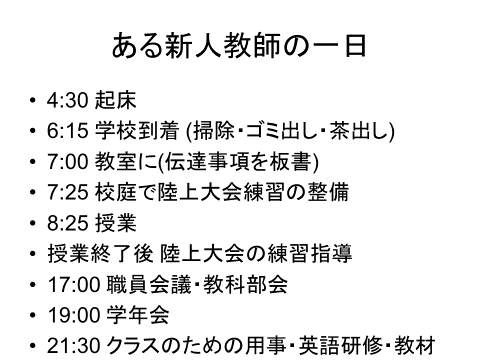 ある新人教師の一日
• 4:30 起床
• 6:15 学校到着 (掃除・ゴミ出し・茶出し)
• 7:00 教室に(伝達事項を板書)
• 7:25 校庭で陸上大会練習の整備
• 8:25 授業
• 授業終了後 陸上大会の練習指導
• 17:00 職員会議・教科部会
• 19:00 学年会
• 21:30 クラスのための用事・英語研修・教材